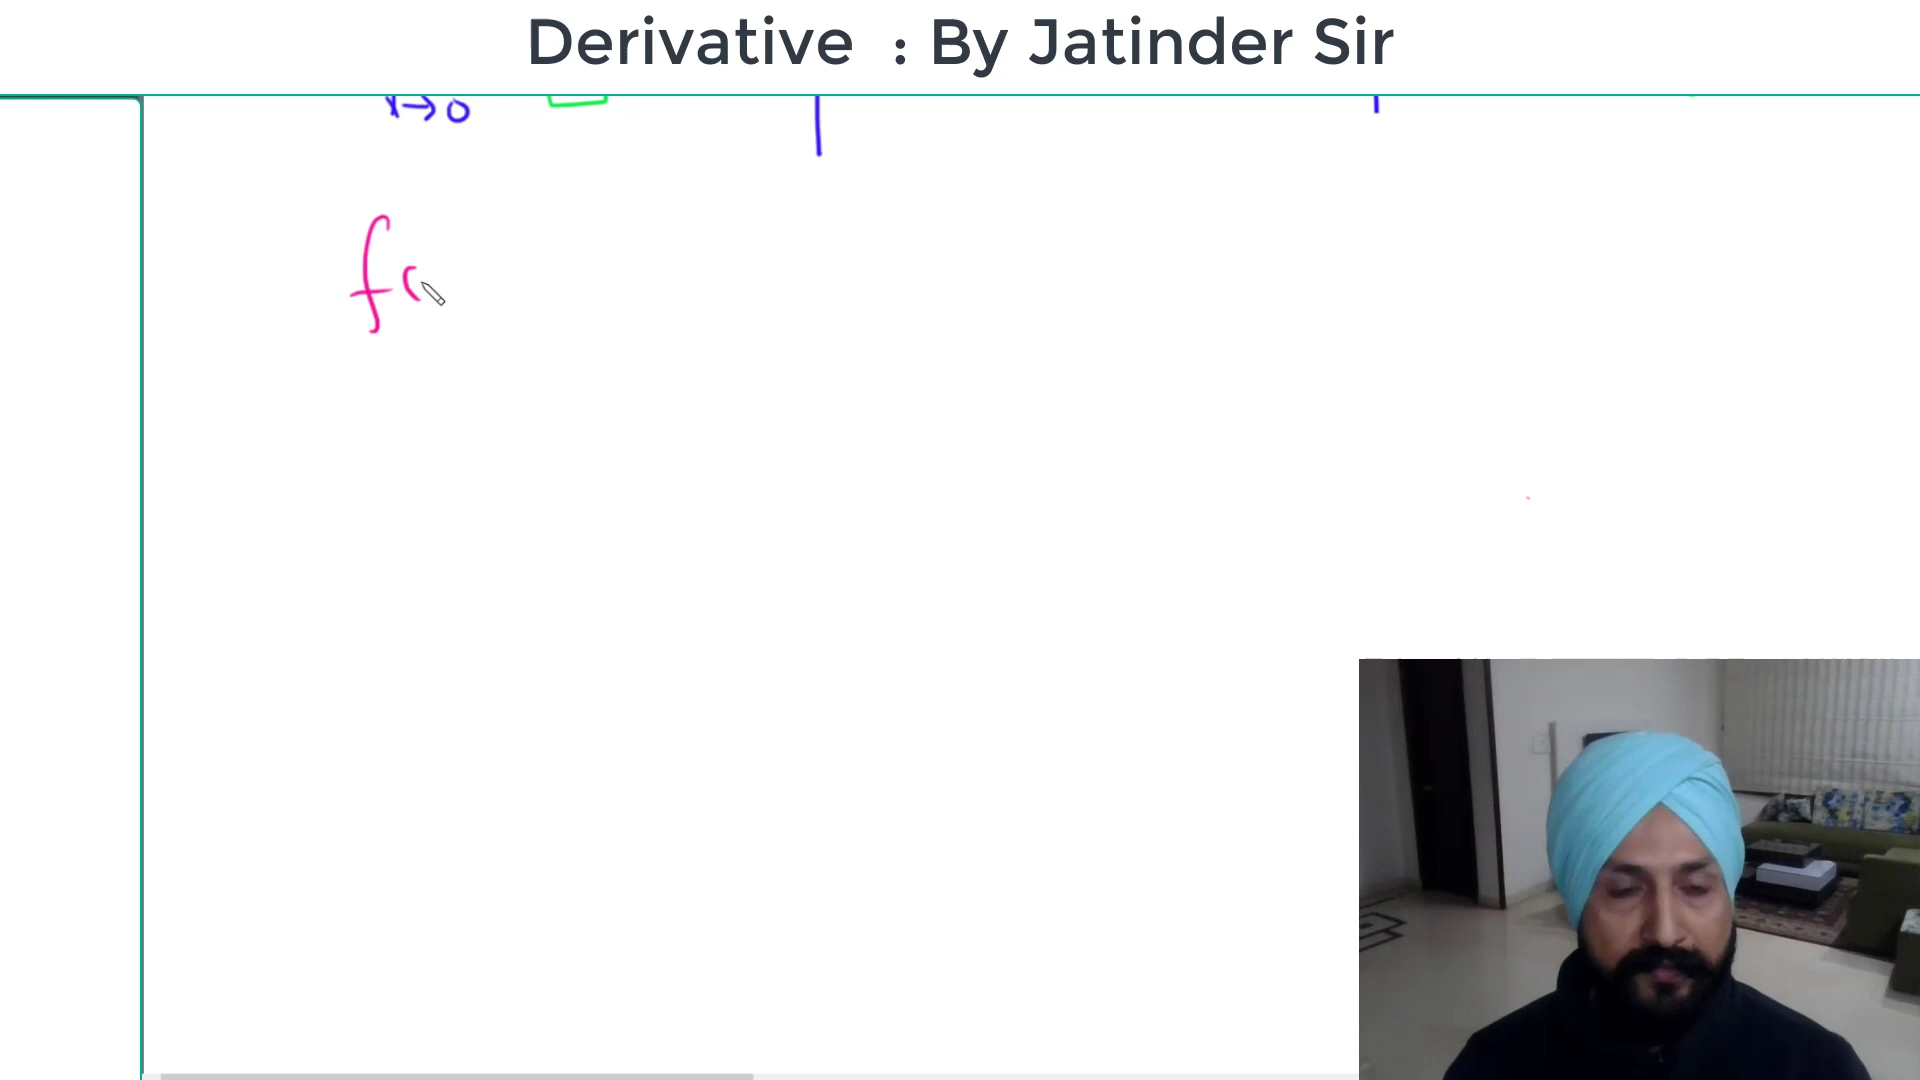 Derivative : By Jatinder Sir
x→0
f(